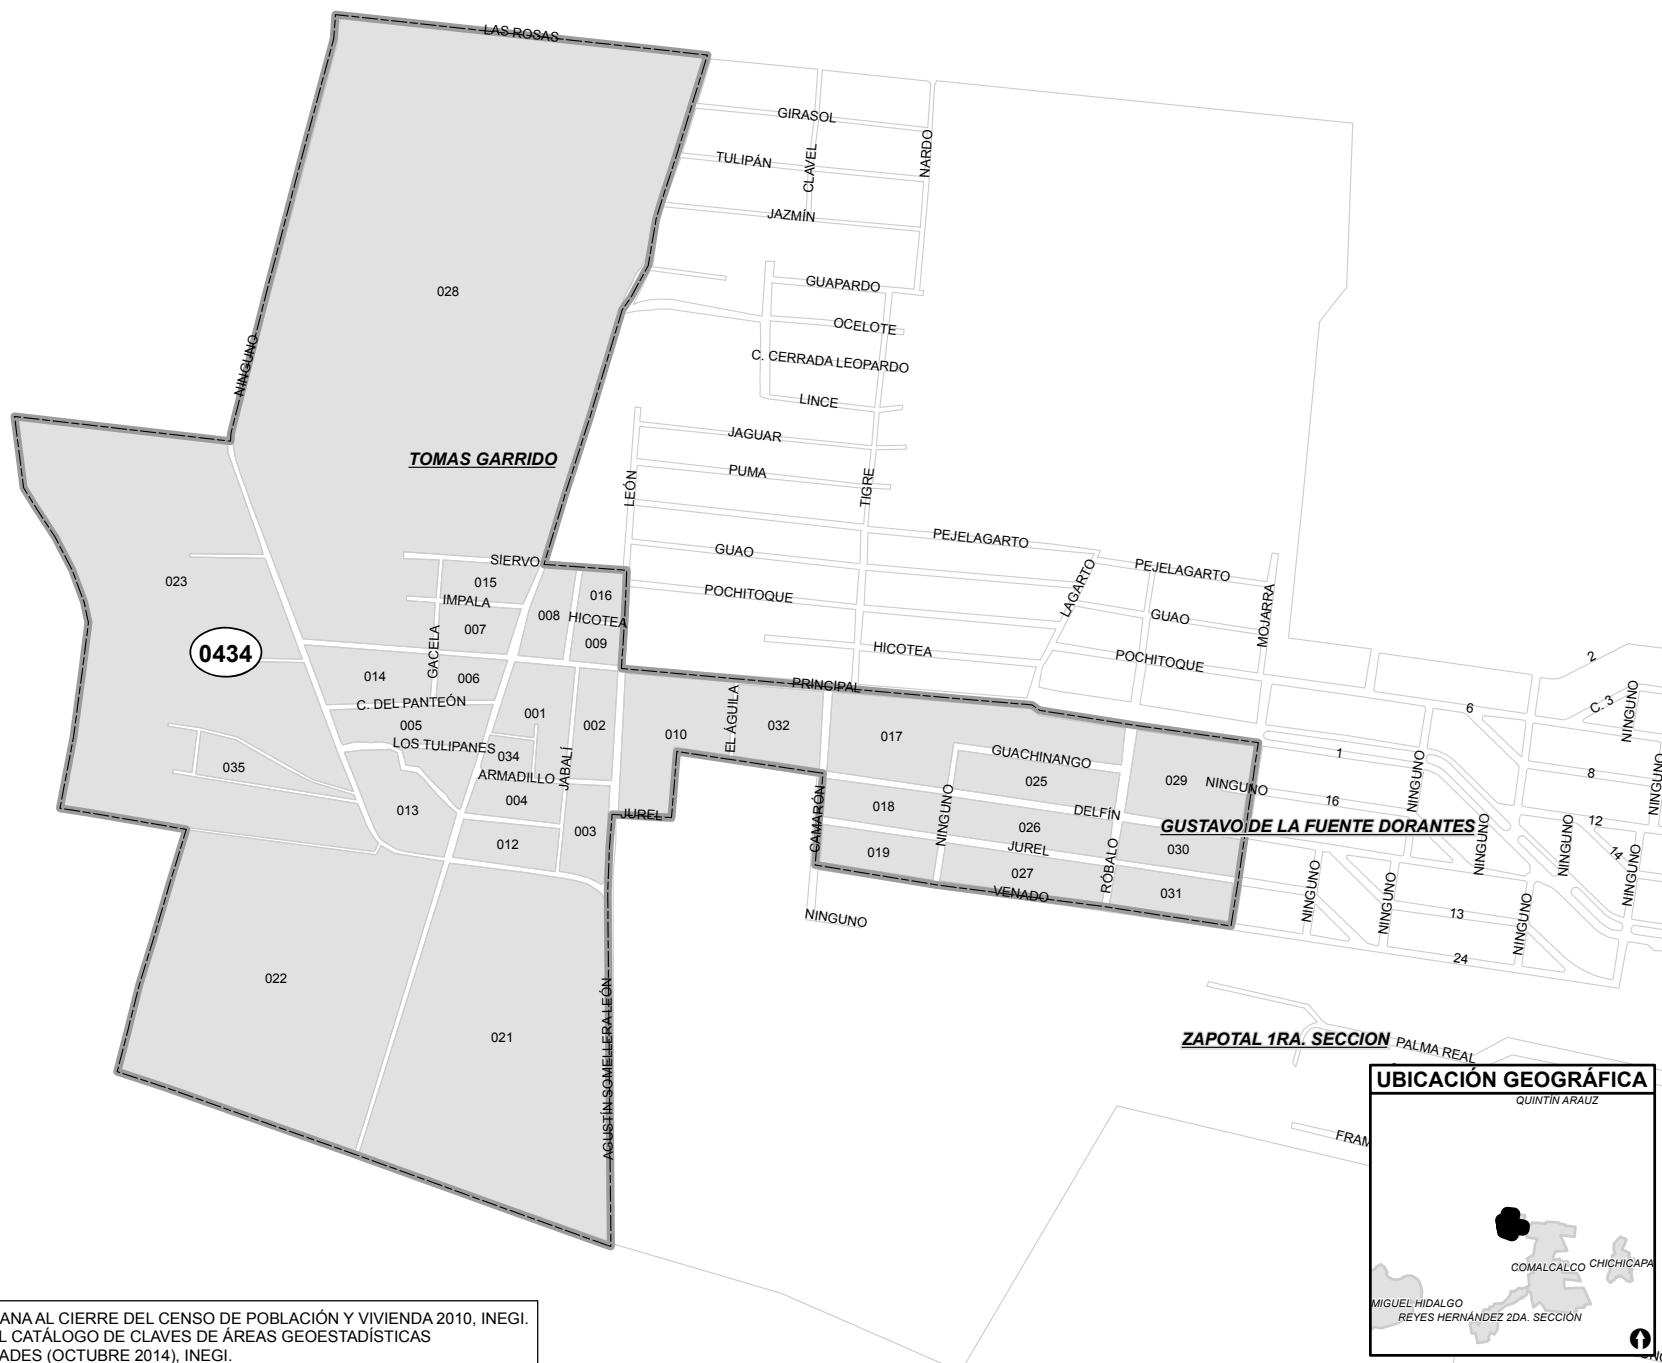 LAS ROSAS
GIRASOL
TULIPÁN
CLAVEL
NARDO
JAZMÍN
028
GUAPARDO
OCELOTE
C. CERRADA LEOPARDO
NINGUNO
LINCE
JAGUAR
TOMAS GARRIDO
PUMA
LEÓN
TIGRE
PEJELAGARTO
GUAO
PEJELAGARTO
SIERVO
023
015
016
POCHITOQUE
LAGARTO
IMPALA
008
HICOTEA
GUAO
MOJARRA
007
009
0434
GACELA
HICOTEA
POCHITOQUE
2
014
006
PRINCIPAL
C. DEL PANTEÓN
C. 3
NINGUNO
6
005
001
002
010
EL ÁGUILA
032
017
LOS TULIPANES
034
GUACHINANGO
1
035
ARMADILLO
JABALÍ
025
029
NINGUNO
NINGUNO
8
NINGUNO
004
013
JUREL
CAMARÓN
018
NINGUNO
DELFÍN
16
12
003
026
GUSTAVO DE LA FUENTE DORANTES
012
019
JUREL
030
NINGUNO
NINGUNO
14
NINGUNO
027
RÓBALO
VENADO
031
NINGUNO
NINGUNO
13
NINGUNO
NINGUNO
24
022
021
AGUSTÍN SOMELLERA LEÓN
ZAPOTAL 1RA. SECCION
PALMA REAL
FRAM
UBICACIÓN GEOGRÁFICA
QUINTÍN ARAUZ
COMALCALCO
CHICHICAPA
MIGUEL HIDALGO
REYES HERNÁNDEZ 2DA. SECCIÓN
ANA AL CIERRE DEL CENSO DE POBLACIÓN Y VIVIENDA 2010, INEGI.
L CATÁLOGO DE CLAVES DE ÁREAS GEOESTADÍSTICAS
ADES (OCTUBRE 2014), INEGI.